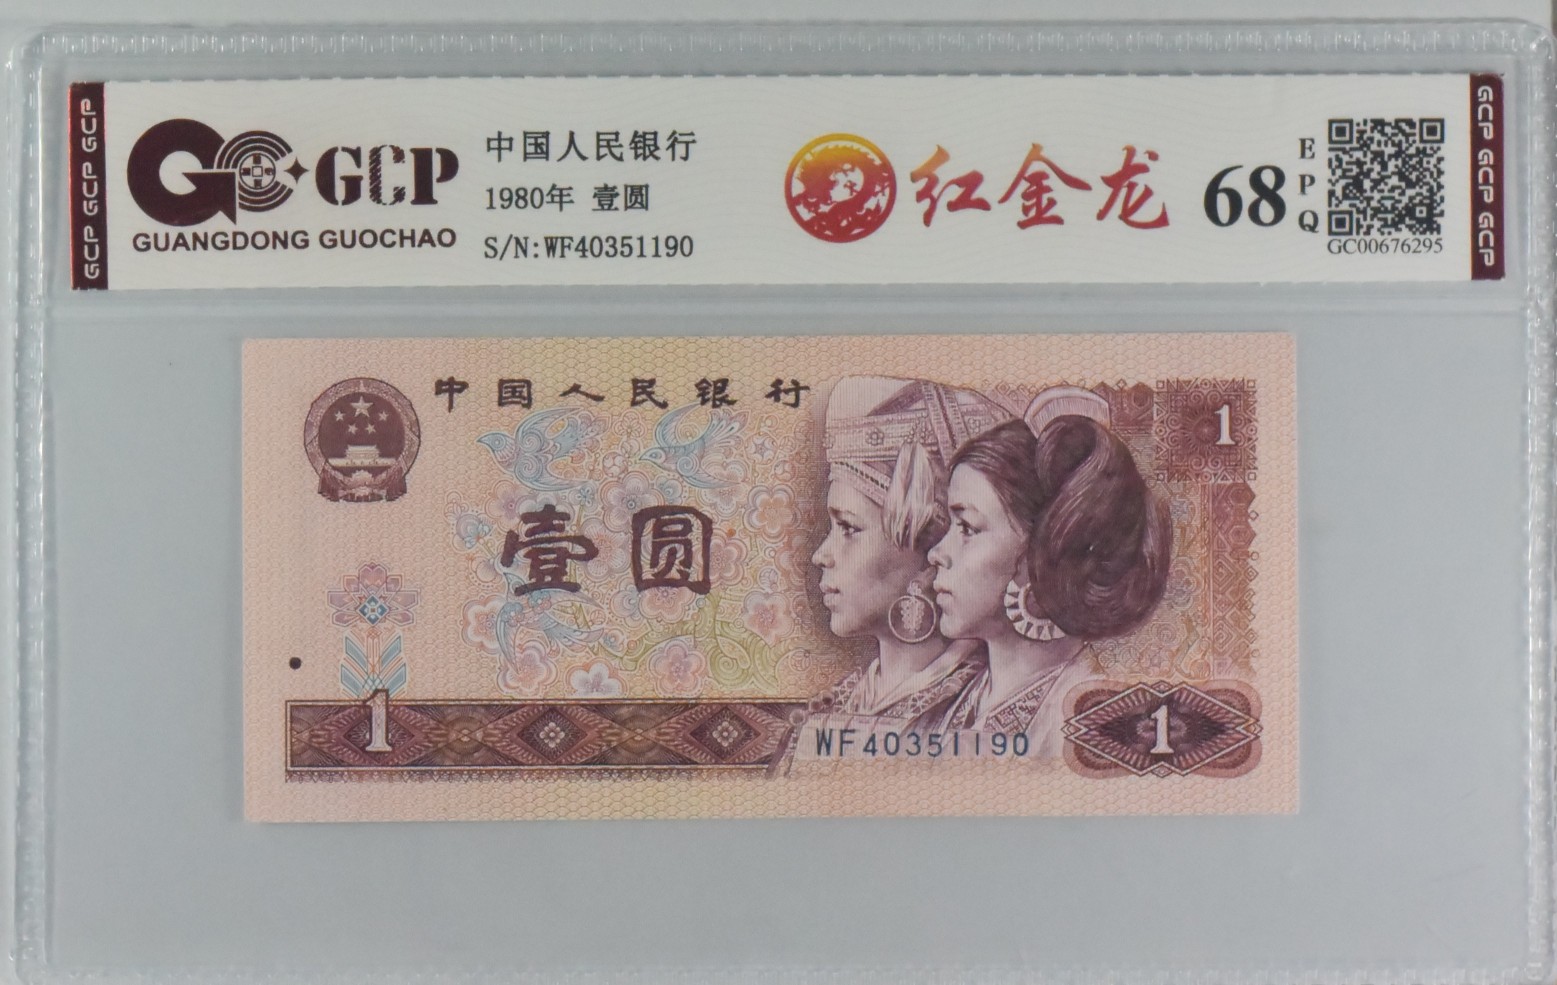 GCP GCP GCP
GCP
GUANGDONG GUOCHAO
中国人民银行
1980年 壹圆
S/N:WF40351190
红金龙
68
EPQ
GC00676295
GCP GCP GCP
中国人民银行
1
壹圆
1
WF40351190
1